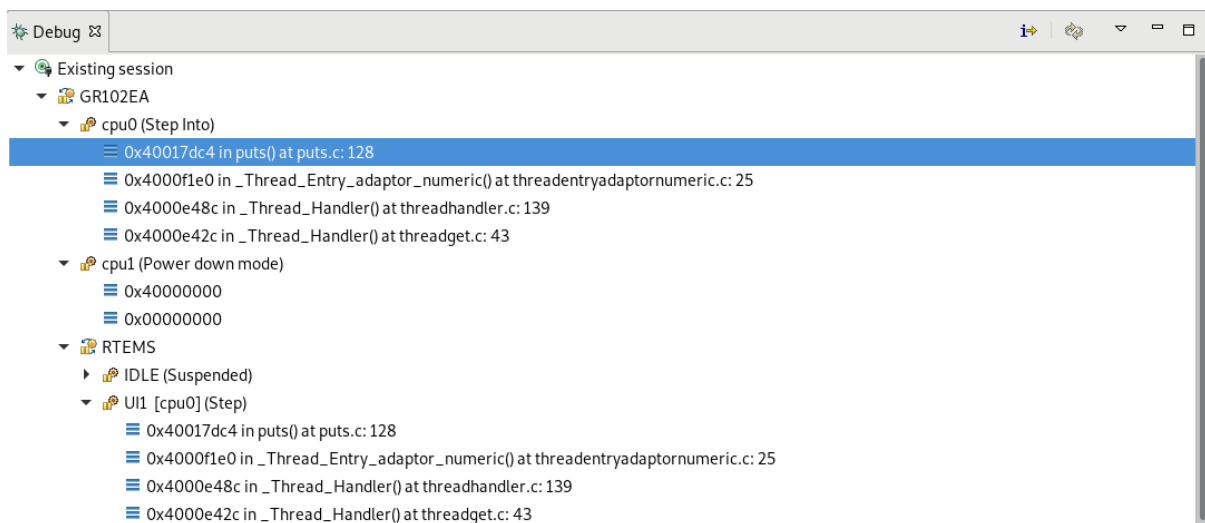 Debug
Existing session
GR102EA
cpu0 (Step Into)
0x40017dc4 in puts() at puts.c: 128
0x4000f1e0 in _Thread_Entry_adaptor_numeric() at threadentryadaptornumeric.c: 25
0x4000e48c in _Thread_Handler() at threadhandler.c: 139
0x4000e42c in _Thread_Handler() at threadget.c: 43
cpu1 (Power down mode)
0x40000000
0x00000000
RTEMS
IDLE (Suspended)
UI1 [cpu0] (Step)
0x40017dc4 in puts() at puts.c: 128
0x4000f1e0 in _Thread_Entry_adaptor_numeric() at threadentryadaptornumeric.c: 25
0x4000e48c in _Thread_Handler() at threadhandler.c: 139
0x4000e42c in _Thread_Handler() at threadget.c: 43